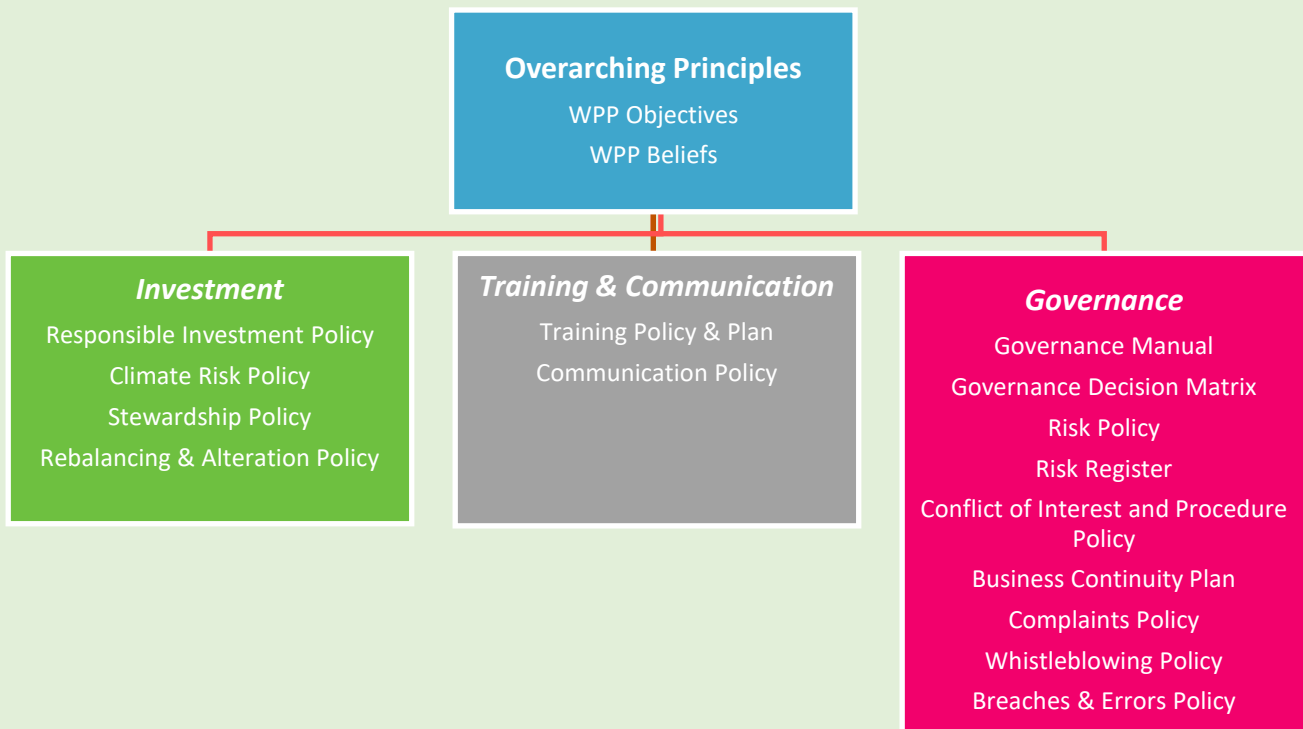 Overarching Principles
WPP Objectives
WPP Beliefs
Investment
Responsible Investment Policy
Climate Risk Policy
Stewardship Policy
Rebalancing & Alteration Policy
Training & Communication
Training Policy & Plan
Communication Policy
Governance
Governance Manual
Governance Decision Matrix
Risk Policy
Risk Register
Conflict of Interest and Procedure
Policy
Business Continuity Plan
Complaints Policy
Whistleblowing Policy
Breaches & Errors Policy